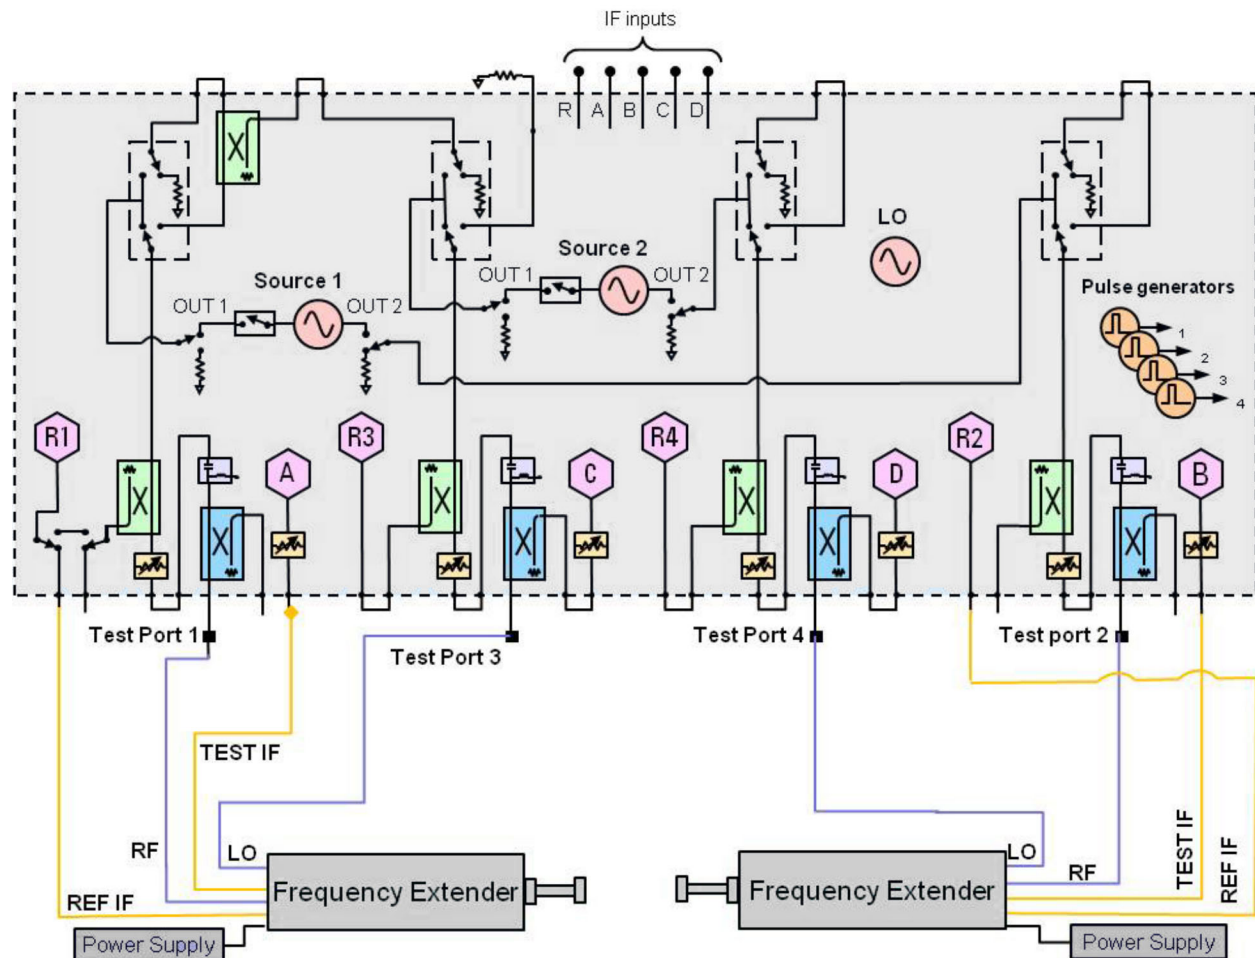 IF inputs
R A B C D
LO
Source 2
OUT 1
OUT 2
Source 1
OUT 1
OUT 2
Pulse generators
1
2
3
4
R1
A
R3
C
R4
D
R2
B
Test Port 1
Test Port 3
Test Port 4
Test port 2
TEST IF
RF
LO
REF IF
Frequency Extender
Power Supply
LO
RF
TEST IF
REF IF
Frequency Extender
Power Supply